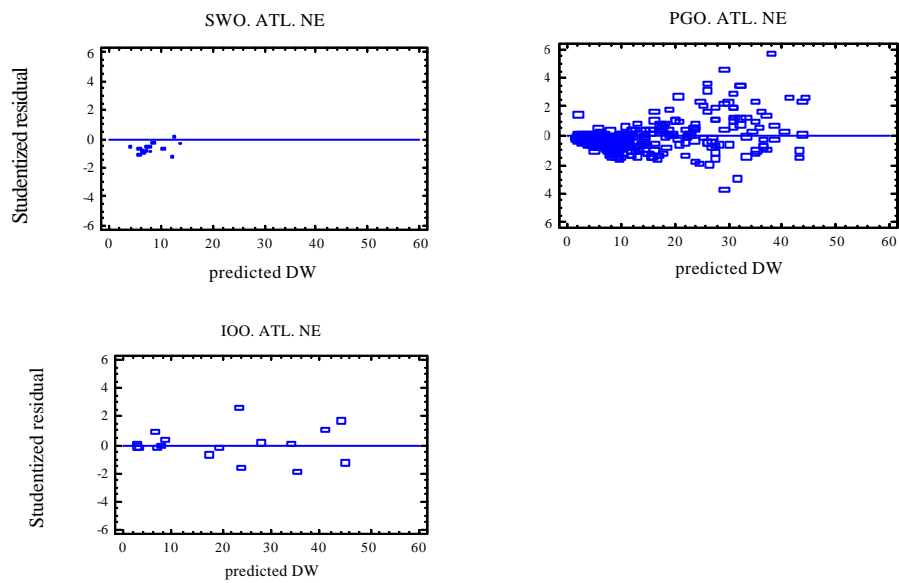 SWO. ATL. NE
PGO. ATL. NE
Studentized residual
6
4
2
0
-2
-4
-6
0 10 20 30 40 50 60
predicted DW
6
4
2
0
2
4
6
0 10 20 30 40 50 60
predicted DW
IOO. ATL. NE
Studentized residual
6
4
2
0
-2
-4
-6
0 10 20 30 40 50 60
predicted DW